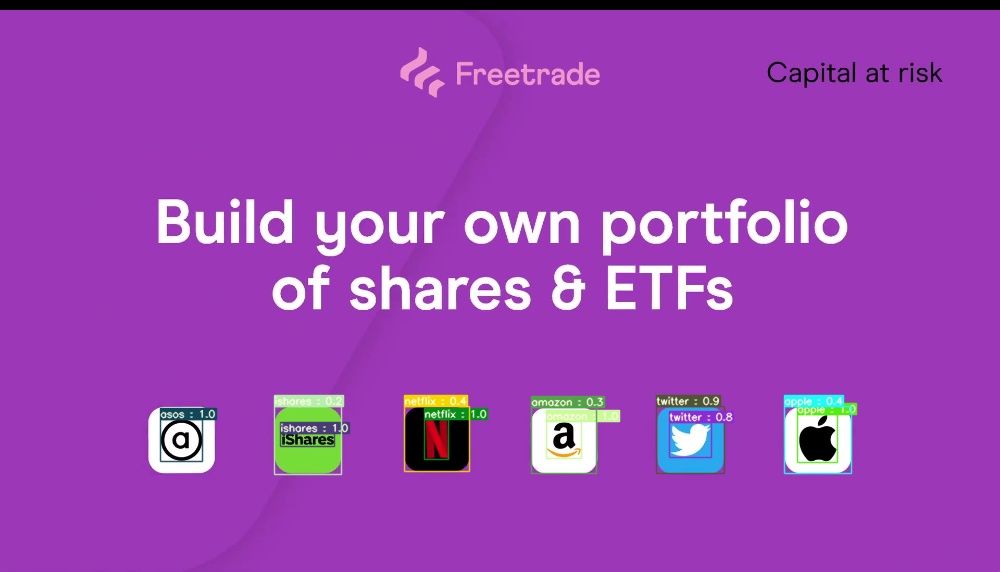 Freetrade
Capital at risk
Build your own portfolio
of shares & ETFs
asos : 1.0
ishares : 0.2
ishares : 1.0
iShares
netflix : 0.4
netflix : 1.0
N
amazon : 0.3
amazon : 1.0
a
twitter : 0.9
twitter : 0.8
apple : 0.4
apple : 1.0
a